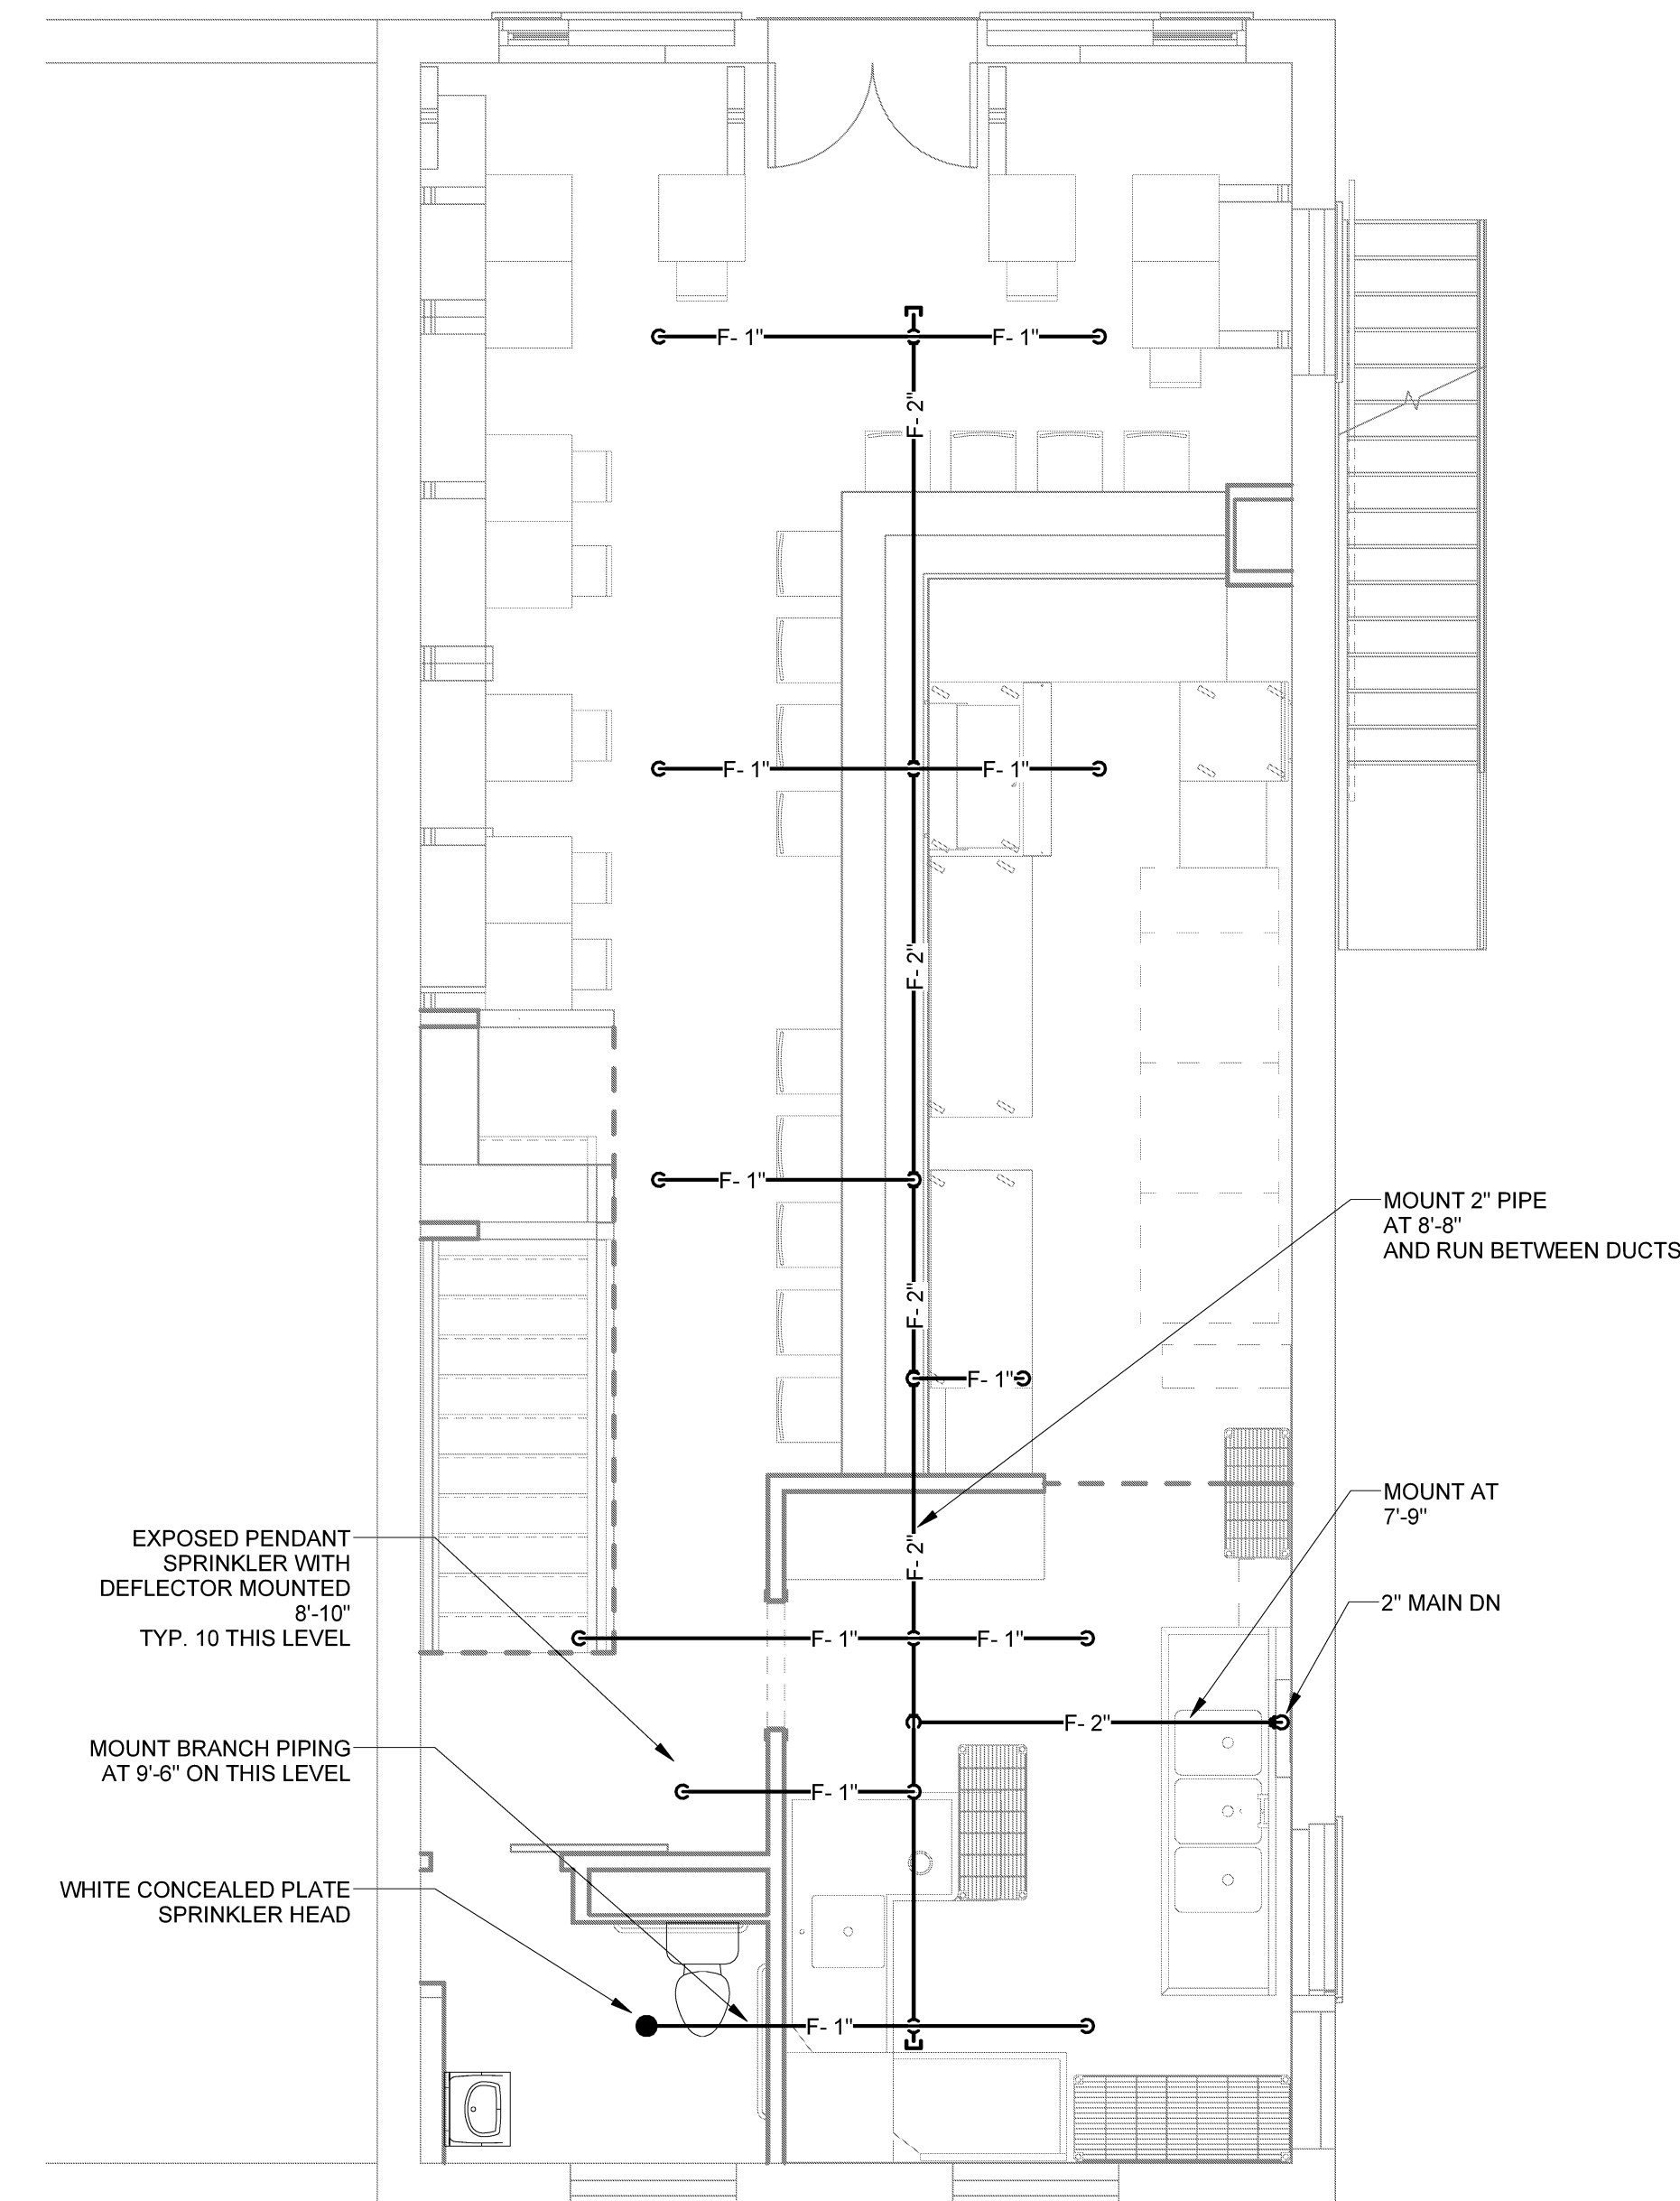 F- 1"
F- 1"
F- 2"
F- 1"
F- 1"
F- 2"
F- 1"
MOUNT 2" PIPE
AT 8'-8"
AND RUN BETWEEN DUCTS
F- 2"
F- 1"
MOUNT AT
7'-9"
EXPOSED PENDANT
SPRINKLER WITH
DEFLECTOR MOUNTED
8'-10"
TYP. 10 THIS LEVEL
F- 2"
2" MAIN DN
F- 1"
F- 1"
F- 2"
MOUNT BRANCH PIPING
AT 9'-6" ON THIS LEVEL
F- 1"
WHITE CONCEALED PLATE
SPRINKLER HEAD
F- 1"